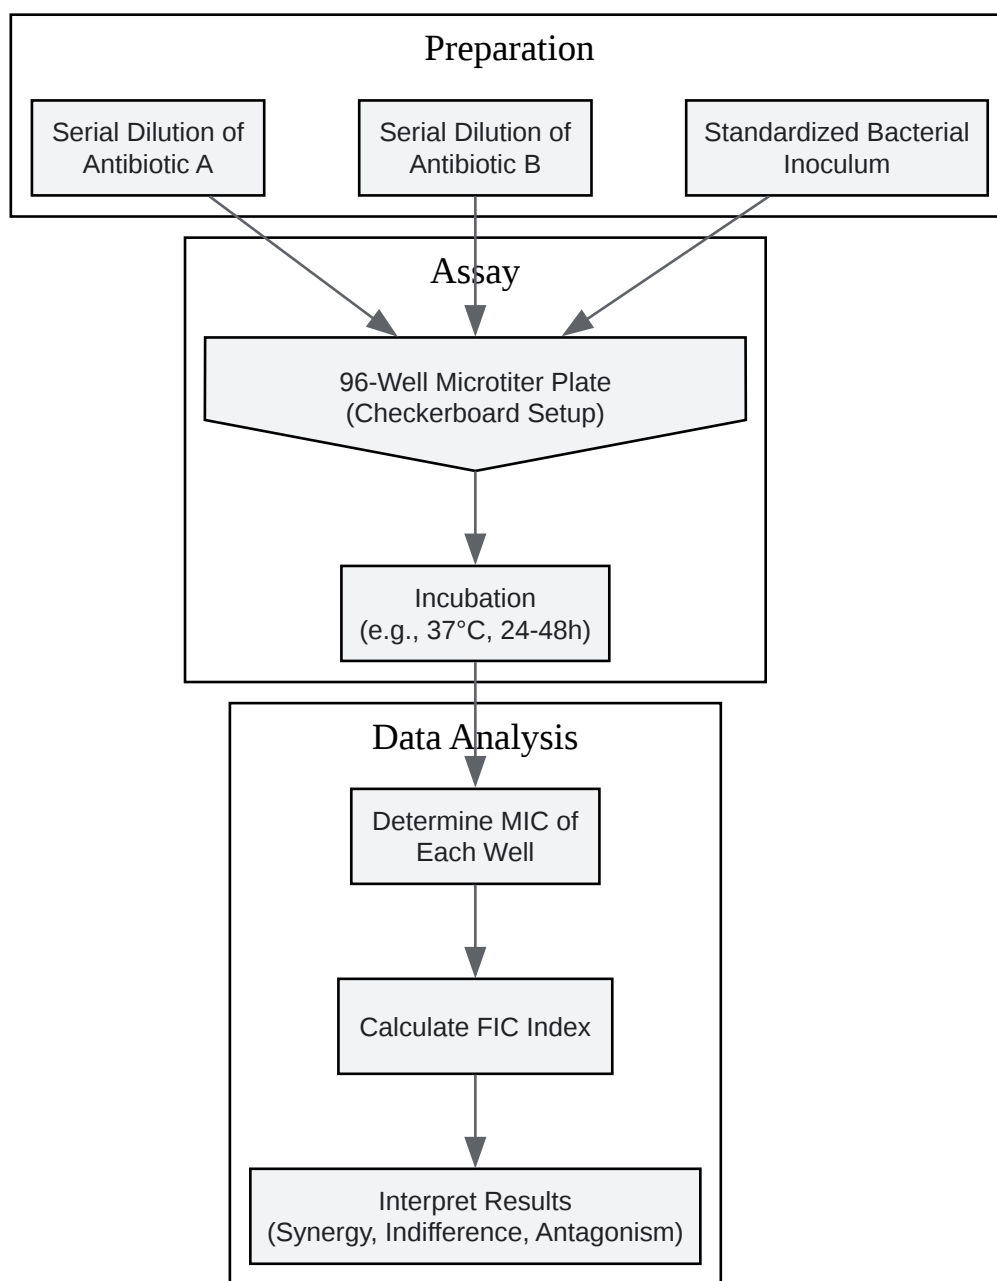 Preparation
Serial Dilution of
Antibiotic A
Serial Dilution of
Antibiotic B
Standardized Bacterial
Inoculum
Assay
96-Well Microtiter Plate
(Checkerboard Setup)
Incubation
(e.g., 37°C, 24-48h)
Data Analysis
Determine MIC of
Each Well
Calculate FIC Index
Interpret Results
(Synergy, Indifference, Antagonism)